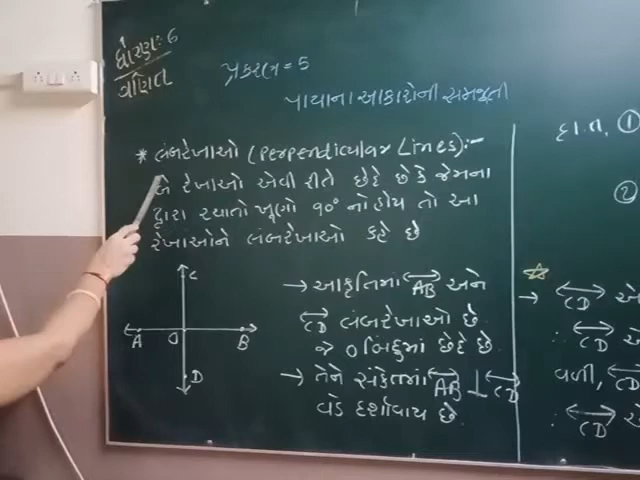 ધોરણ: 6
ગણિત
પ્રકરણ = 5
પાયાના આકારોની સમજૂતી
* લંબરેખાઓ (Perpendicular Lines):-
બે રેખાઓ એવી રીતે છેદે છે કે જેમના
દ્વારા રચાતો ખૂણો ૧૦° નો હોય તો આ
રેખાઓને લંબરેખાઓ કહે છે
C
A O B
D
→ આકૃતિમાં AB અને
CD લંબરેખાઓ છે
જે O બિંદુમાં છેદે છે.
→ તેને સંકેતમાં AB ⊥ CD
વડે દર્શાવાય છે.
દા.ત. ①
②
→ CD એ
∴ CD
વળી, CD
∴ CD એ